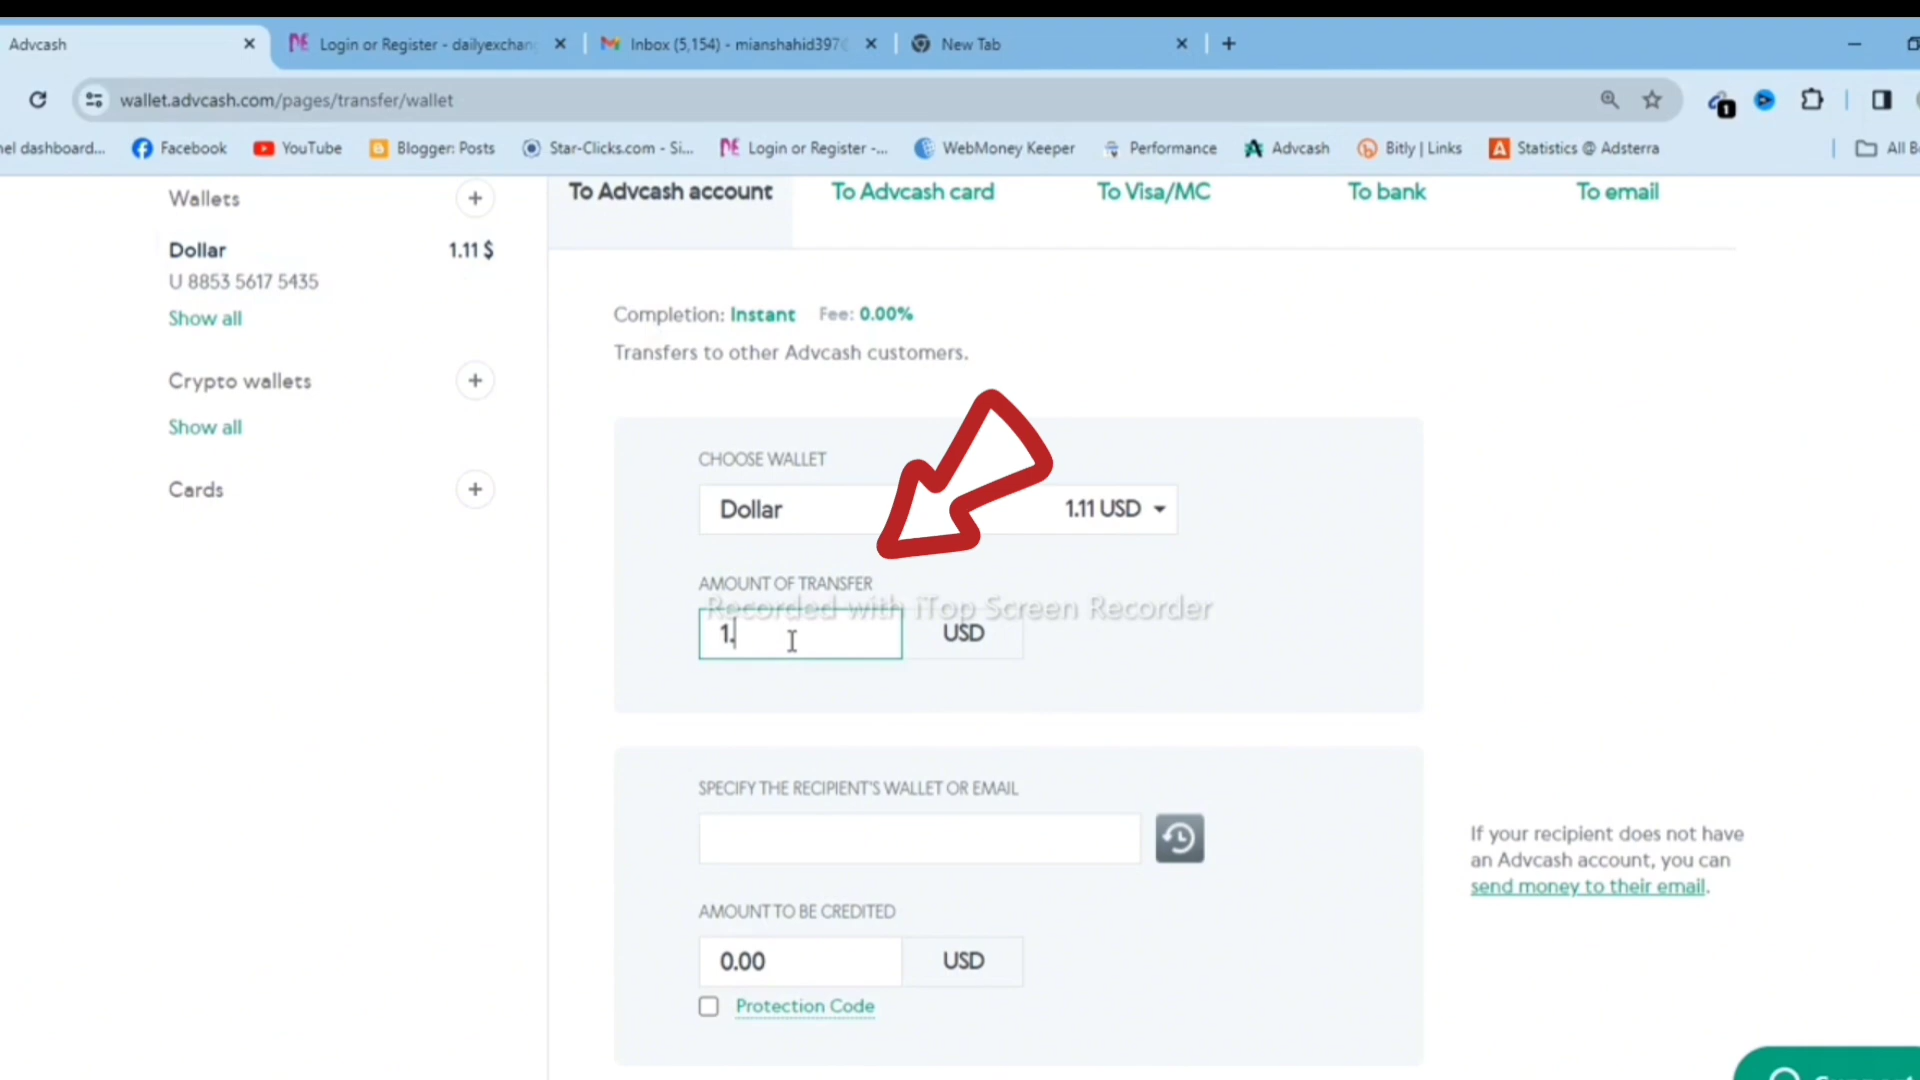 Advcash
Login or Register - dailyexchan
Inbox (5,154) - mianshahid397
New Tab
wallet.advcash.com/pages/transfer/wallet
1
nel dashboard...
Facebook
YouTube
Blogger: Posts
Star-Clicks.com - Si...
Login or Register -...
WebMoney Keeper
Performance
Advcash
Bitly | Links
Statistics @ Adsterra
All B
Wallets
Dollar 1.11 $
U 8853 5617 5435
Show all
Crypto wallets
Show all
Cards
To Advcash account
To Advcash card
To Visa/MC
To bank
To email
Completion: Instant Fee: 0.00%
Transfers to other Advcash customers.
CHOOSE WALLET
Dollar 1.11 USD
AMOUNT OF TRANSFER
Recorded with iTop Screen Recorder
1. USD
SPECIFY THE RECIPIENT'S WALLET OR EMAIL
If your recipient does not have
an Advcash account, you can
send money to their email.
AMOUNT TO BE CREDITED
0.00 USD
Protection Code